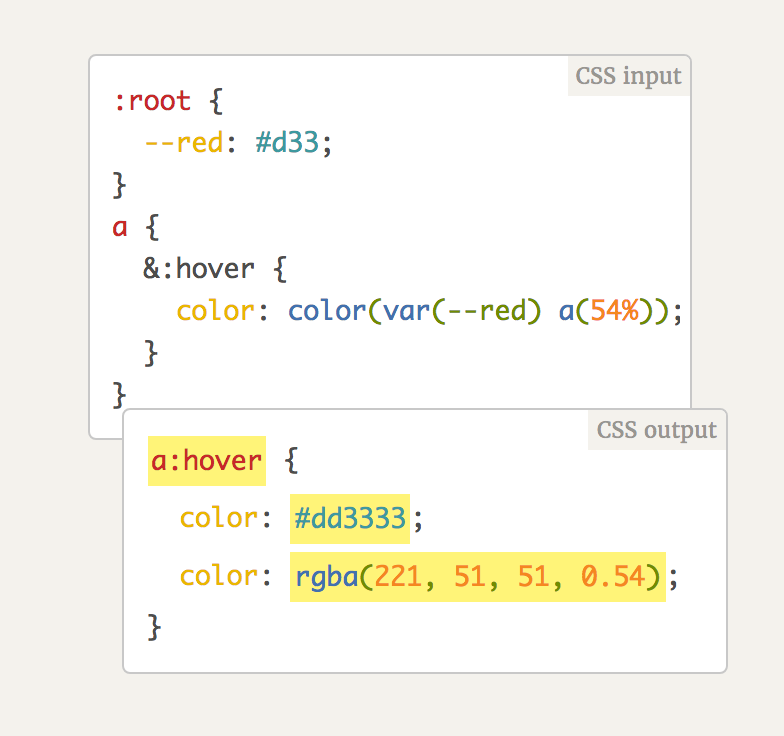 CSS input
:root {
  --red: #d33;
}
a {
  &:hover {
    color: color(var(--red) a(54%));
  }
}
CSS output
a:hover {
  color: #dd3333;
  color: rgba(221, 51, 51, 0.54);
}